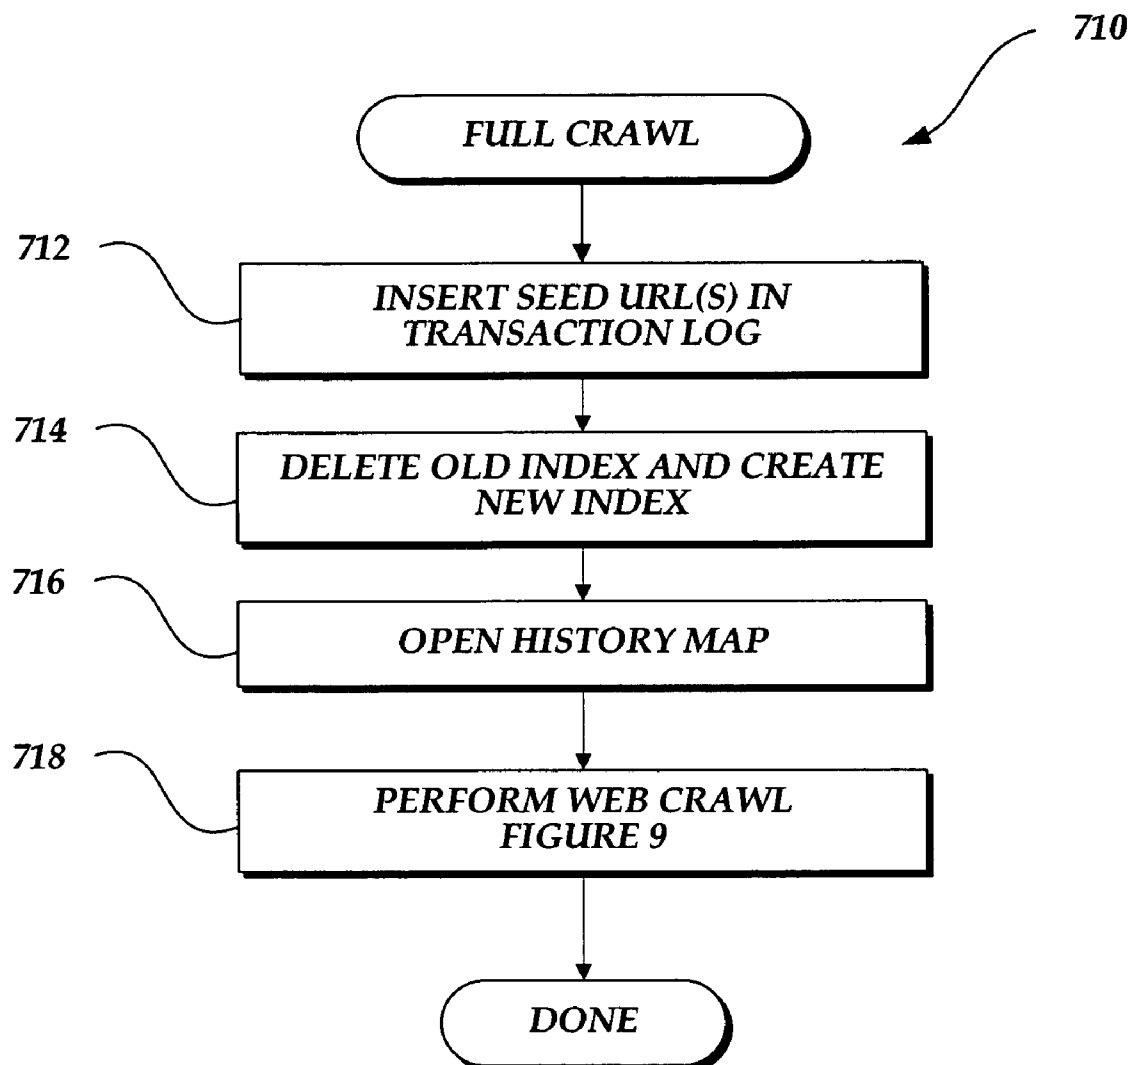 710
FULL CRAWL
712
INSERT SEED URL(S) IN
TRANSACTION LOG
714
DELETE OLD INDEX AND CREATE
NEW INDEX
716
OPEN HISTORY MAP
718
PERFORM WEB CRAWL
FIGURE 9
DONE